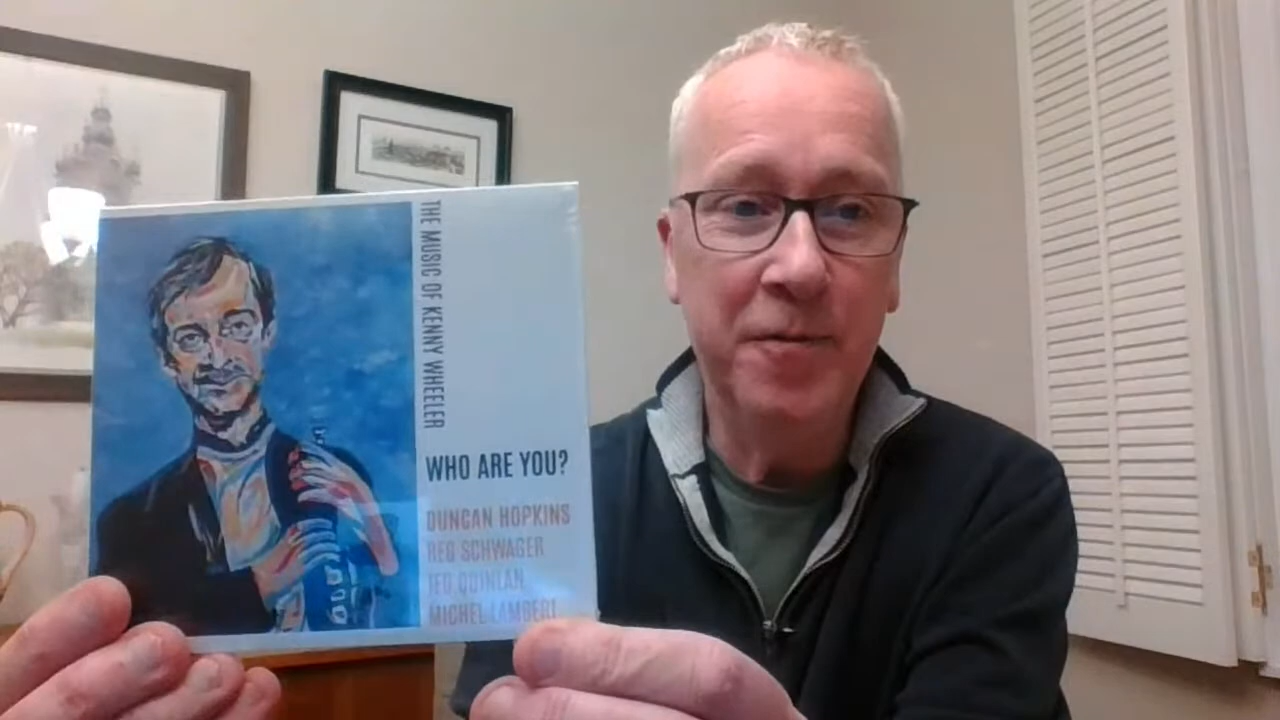 THE MUSIC OF KENNY WHEELER
WHO ARE YOU?
DUNCAN HOPKINS
REG SCHWAGER
TED QUINLAN
MICHEL LAMBERT